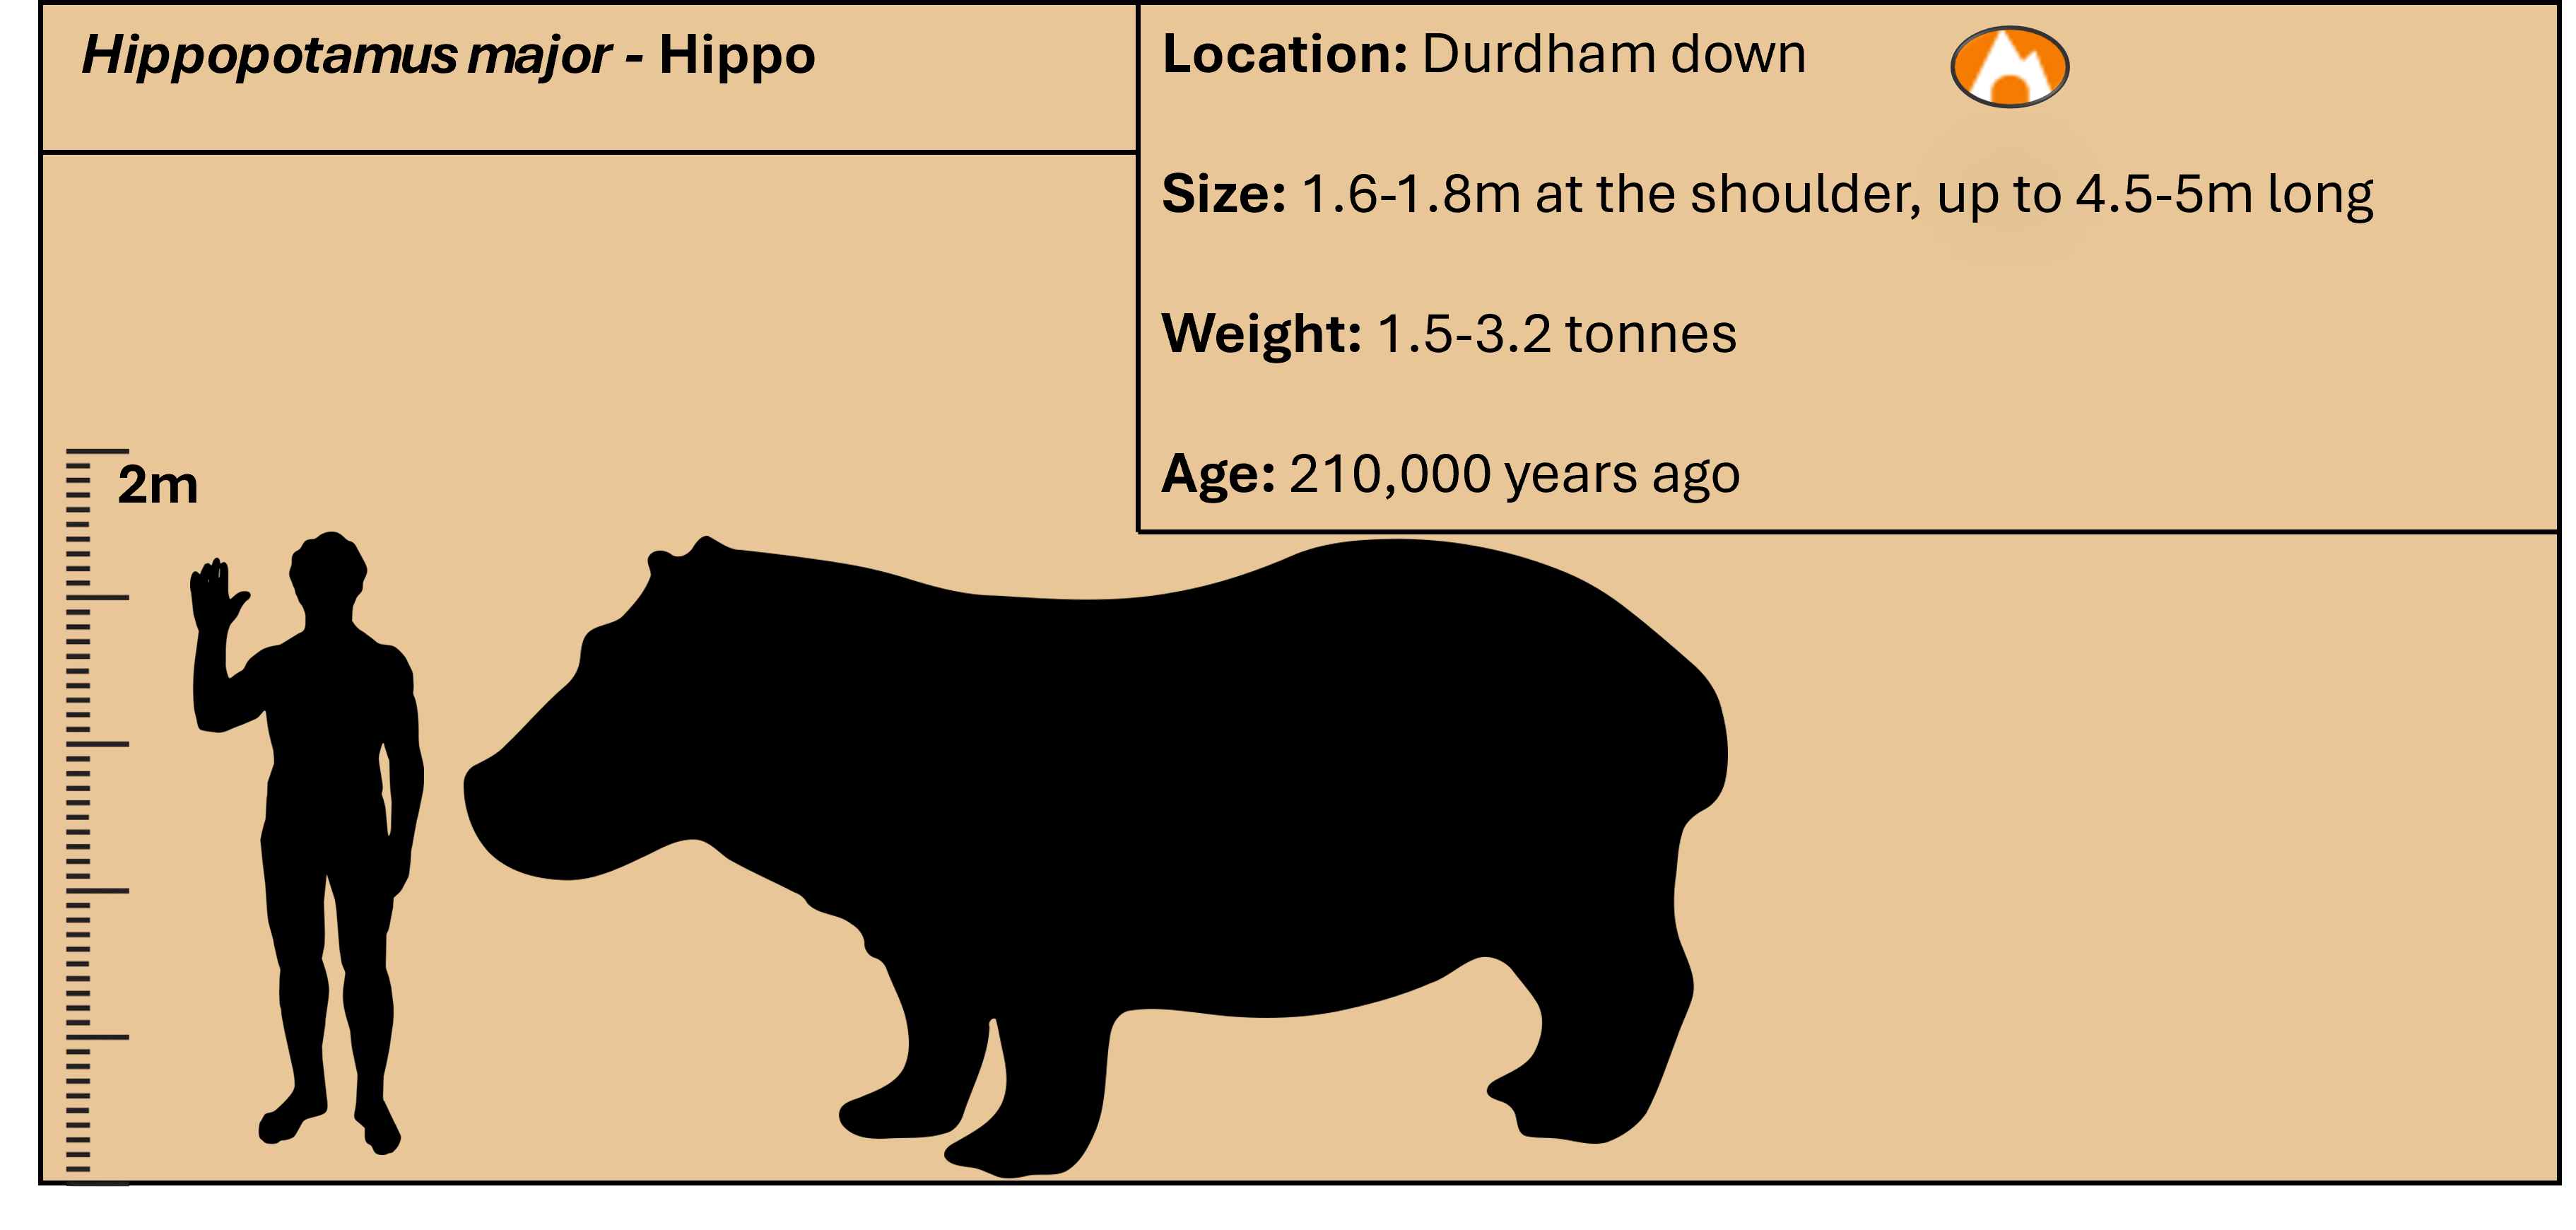 Hippopotamus major - Hippo
Location: Durdham down
Size: 1.6-1.8m at the shoulder, up to 4.5-5m long
Weight: 1.5-3.2 tonnes
Age: 210,000 years ago
2m